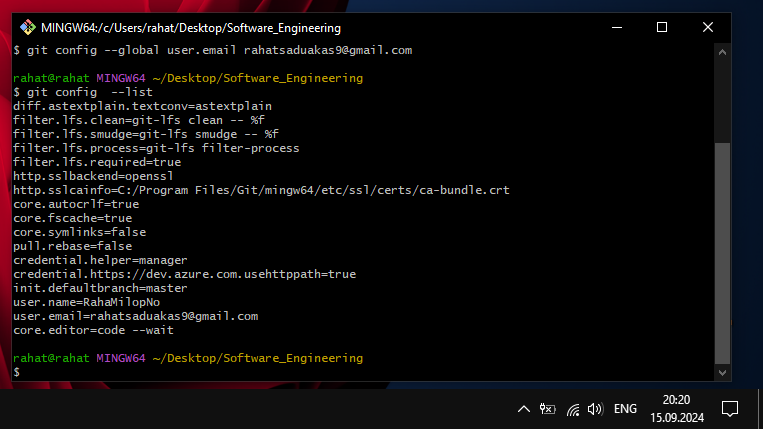 MINGW64:/c/Users/rahat/Desktop/Software_Engineering
$ git config --global user.email rahatsaduakas9@gmail.com
rahat@rahat MINGW64 ~/Desktop/Software_Engineering
$ git config  --list
diff.astextplain.textconv=astextplain
filter.lfs.clean=git-lfs clean -- %f
filter.lfs.smudge=git-lfs smudge -- %f
filter.lfs.process=git-lfs filter-process
filter.lfs.required=true
http.sslbackend=openssl
http.sslcainfo=C:/Program Files/Git/mingw64/etc/ssl/certs/ca-bundle.crt
core.autocrlf=true
core.fscache=true
core.symlinks=false
pull.rebase=false
credential.helper=manager
credential.https://dev.azure.com.usehttppath=true
init.defaultbranch=master
user.name=RahaMilopNo
user.email=rahatsaduakas9@gmail.com
core.editor=code --wait
rahat@rahat MINGW64 ~/Desktop/Software_Engineering
$
ENG
20:20
15.09.2024